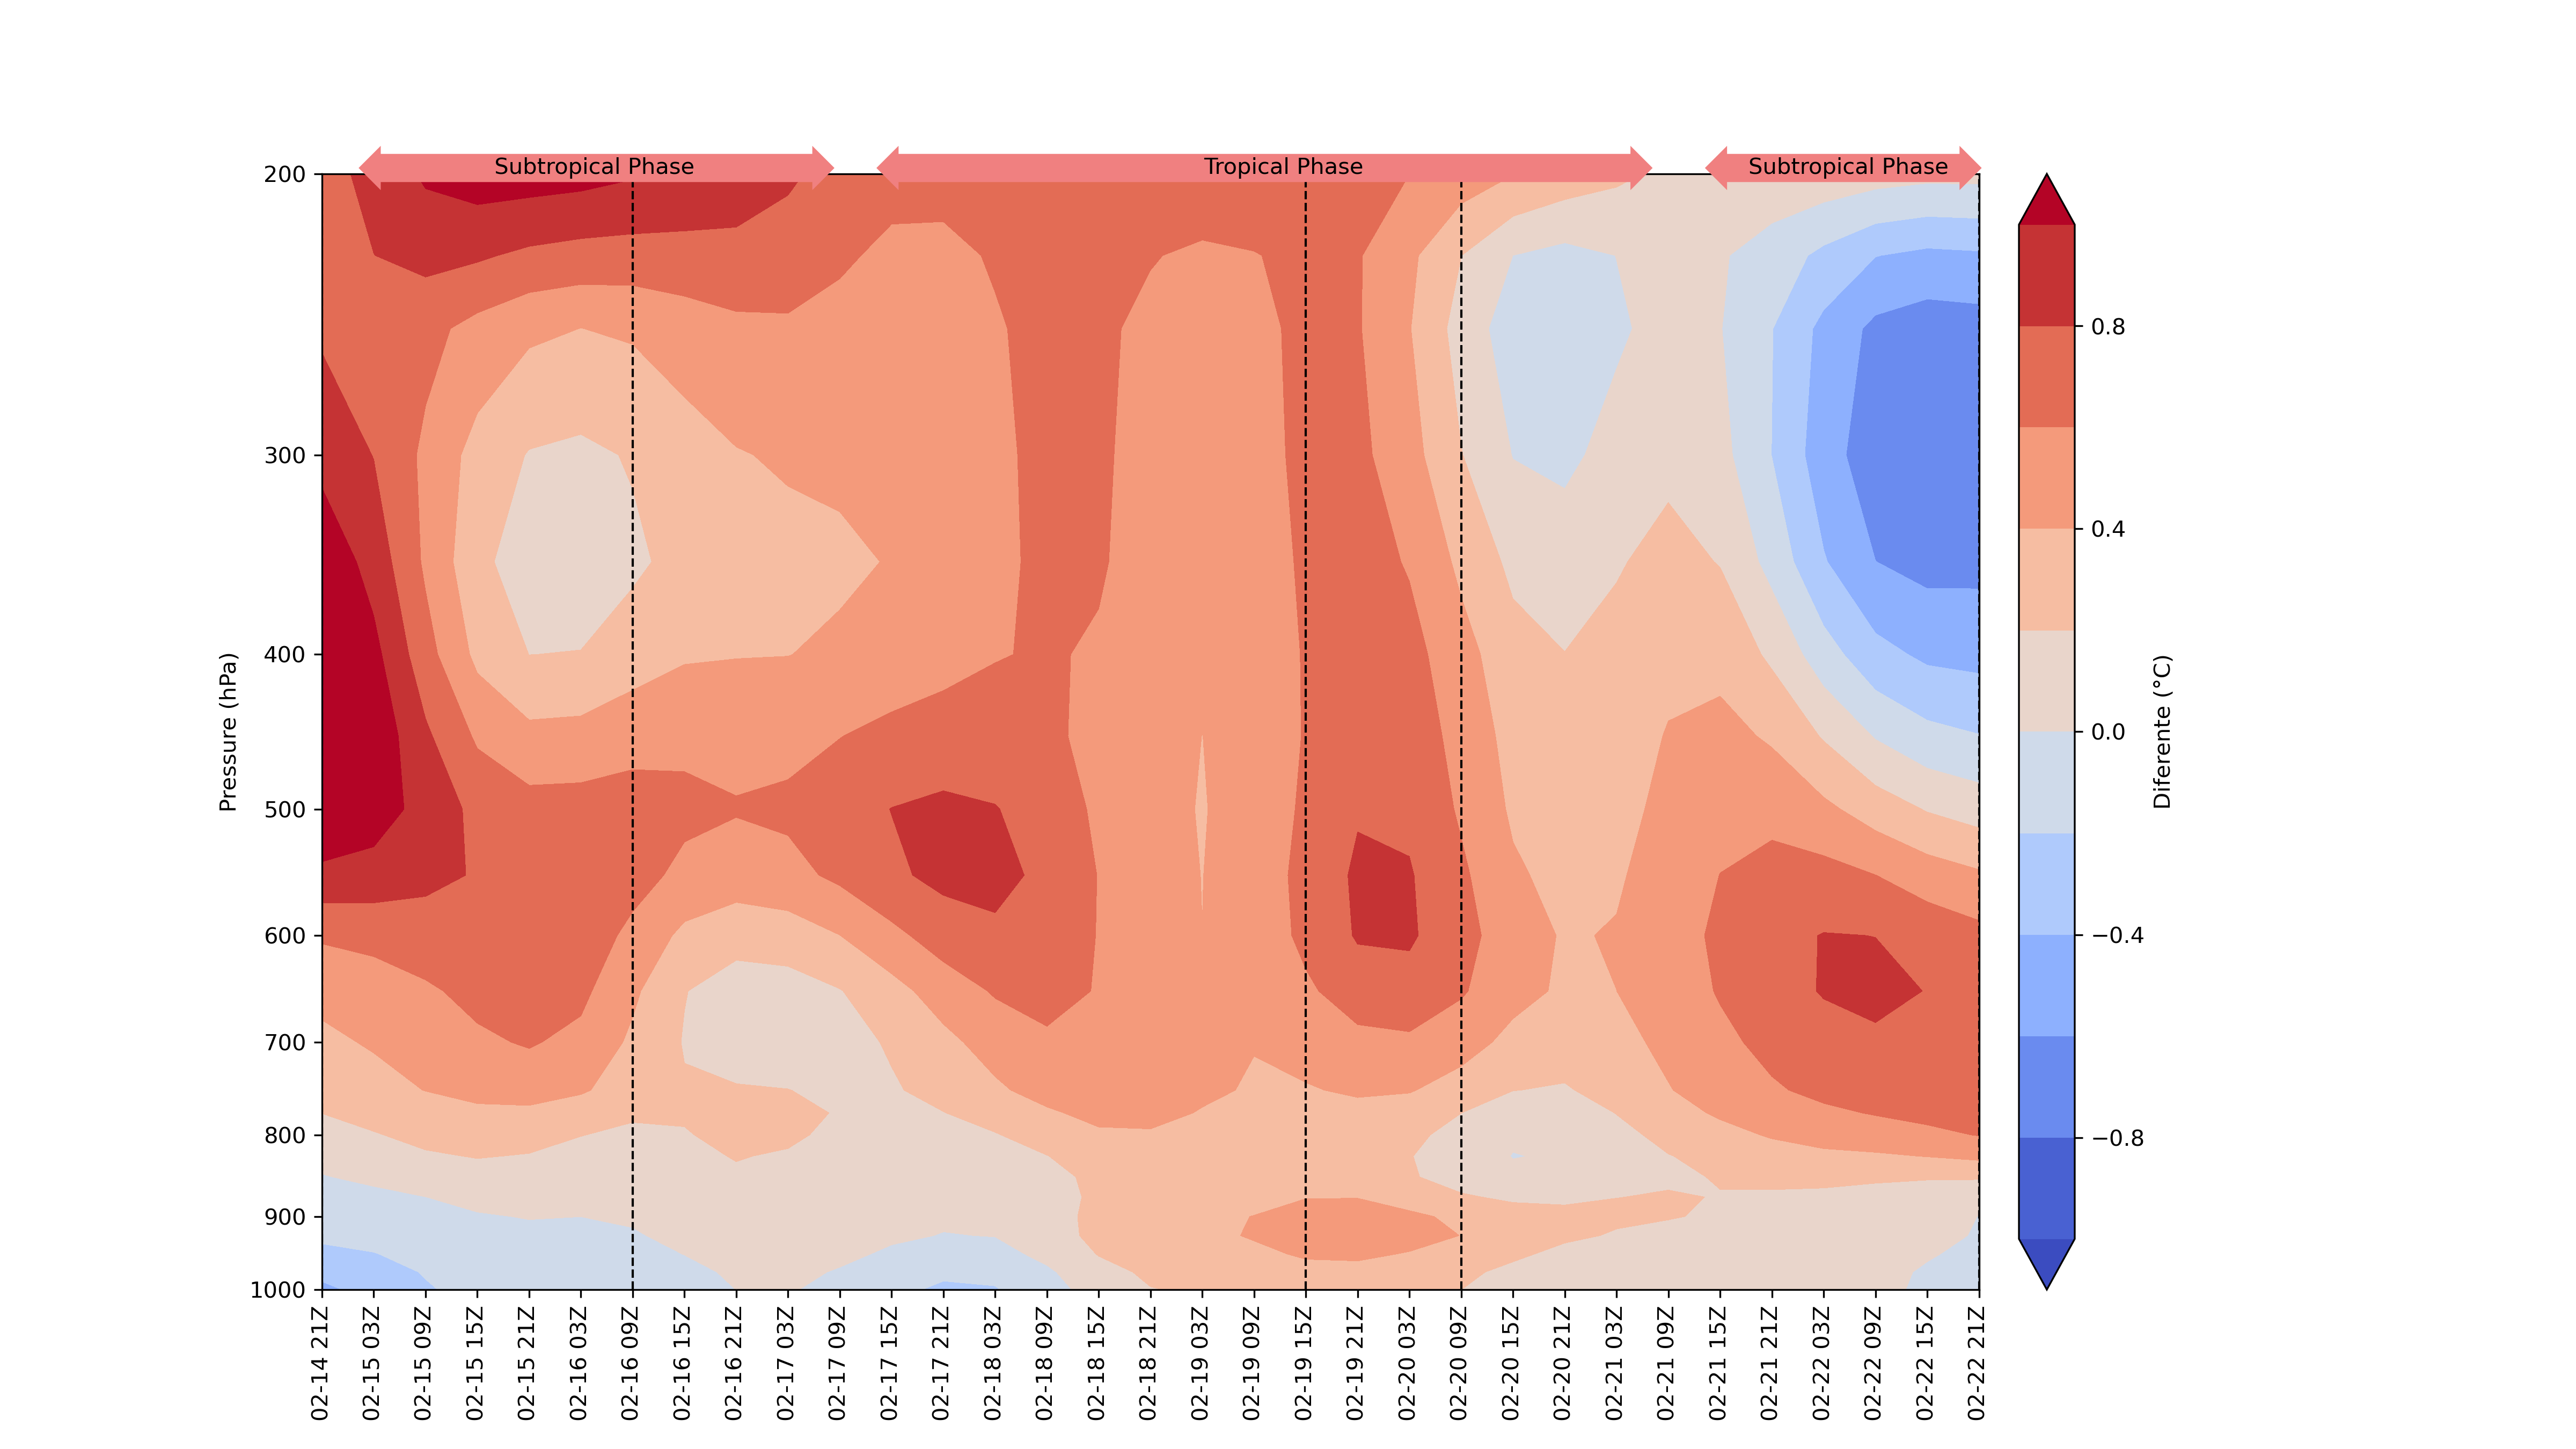 Subtropical Phase Tropical Phase Subtropical Phase
200
300
400
500
600
700
800
900
1000
Pressure (hPa)
02-14 21Z
02-15 03Z
02-15 09Z
02-15 15Z
02-15 21Z
02-16 03Z
02-16 09Z
02-16 15Z
02-16 21Z
02-17 03Z
02-17 09Z
02-17 15Z
02-17 21Z
02-18 03Z
02-18 09Z
02-18 15Z
02-18 21Z
02-19 03Z
02-19 09Z
02-19 15Z
02-19 21Z
02-20 03Z
02-20 09Z
02-20 15Z
02-20 21Z
02-21 03Z
02-21 09Z
02-21 15Z
02-21 21Z
02-22 03Z
02-22 09Z
02-22 15Z
02-22 21Z
0.8
0.4
0.0
−0.4
−0.8
Diferente (°C)